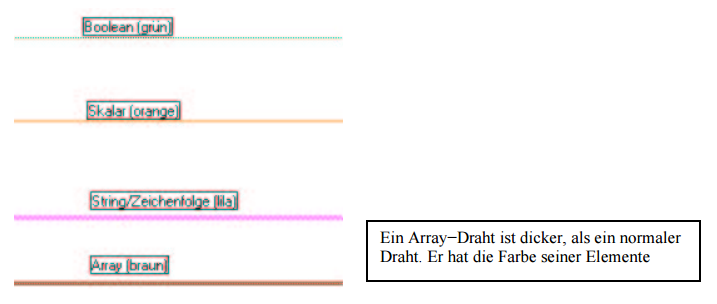 Boolean (grün)
Skalar (orange)
String/Zeichenfolge (lila)
Array (braun)
Ein Array−Draht ist dicker, als ein normaler
Draht. Er hat die Farbe seiner Elemente